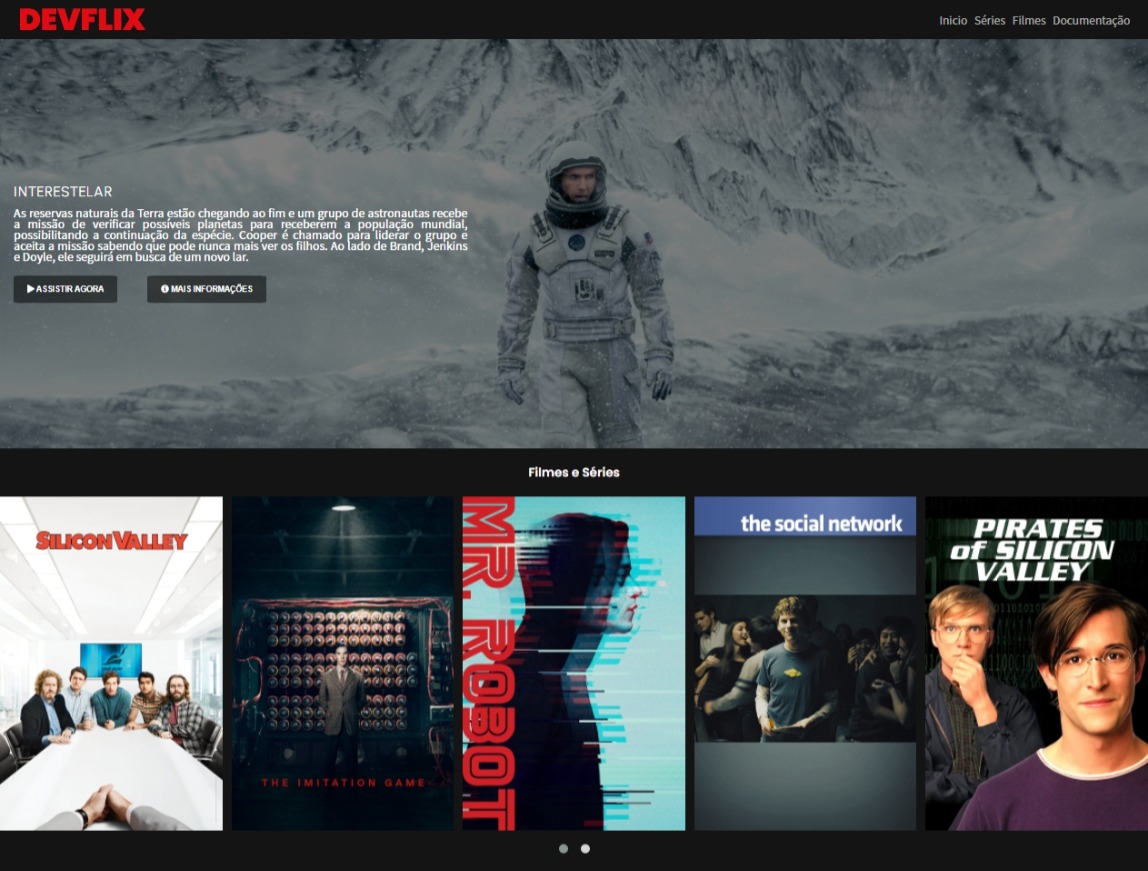 DEVFLIX
Inicio Séries Filmes Documentação
INTERESTELAR
As reservas naturais da Terra estão chegando ao fim e um grupo de astronautas recebe
a missão de verificar possíveis planetas para receberem a população mundial,
possibilitando a continuação da espécie. Cooper é chamado para liderar o grupo e
aceita a missão sabendo que pode nunca mais ver os filhos. Ao lado de Brand, Jenkins
e Doyle, ele seguirá em busca de um novo lar.
ASSISTIR AGORA
MAIS INFORMAÇÕES
Filmes e Séries
SILICON VALLEY
THE IMITATION GAME
MR. ROBOT
the social network
PIRATES
of SILICON
VALLEY